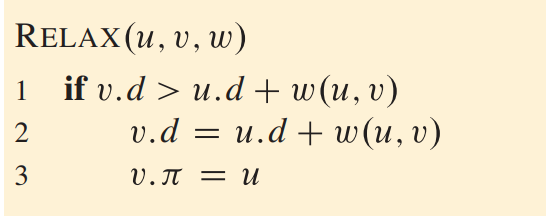 RELAX(u, v, w)
1 if v.d > u.d + w(u, v)
2 v.d = u.d + w(u, v)
3 v.π = u